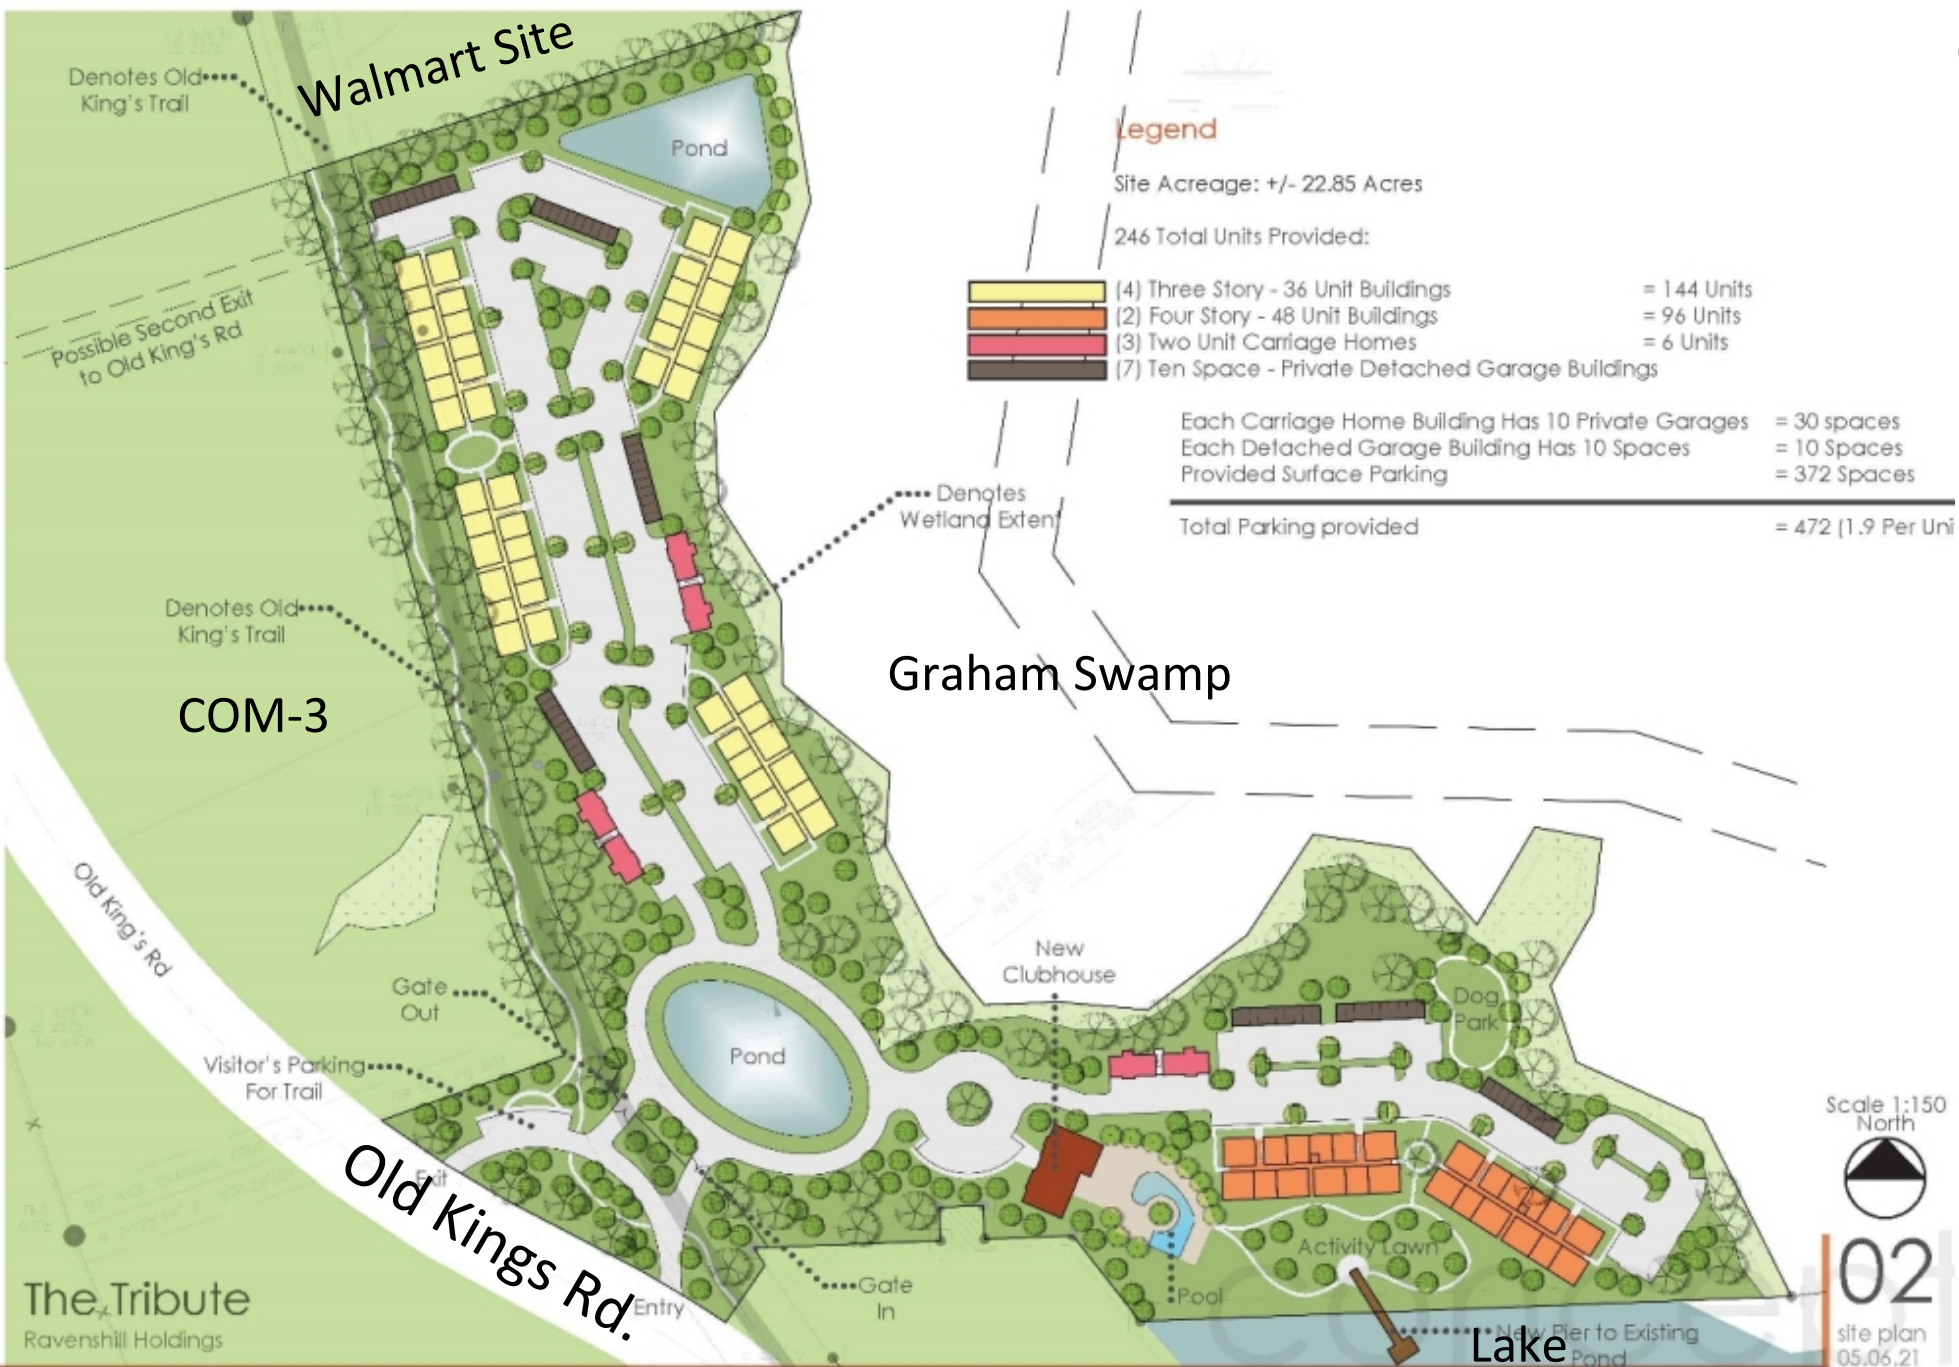 Walmart Site
Denotes Old
King's Trail
Pond
Legend
Site Acreage: +/- 22.85 Acres
246 Total Units Provided:
(4) Three Story - 36 Unit Buildings = 144 Units
(2) Four Story - 48 Unit Buildings = 96 Units
(3) Two Unit Carriage Homes = 6 Units
(7) Ten Space - Private Detached Garage Buildings
Each Carriage Home Building Has 10 Private Garages = 30 spaces
Each Detached Garage Building Has 10 Spaces = 10 Spaces
Provided Surface Parking = 372 Spaces
Total Parking provided = 472 (1.9 Per Uni
Possible Second Exit
to Old King's Rd
Denotes
Wetland Extent
Denotes Old
King's Trail
Graham Swamp
COM-3
Old King's Rd
New
Clubhouse
Gate
Out
Dog
Park
Pond
Visitor's Parking
For Trail
Scale 1:150
North
Exit
Old Kings Rd.
Activity Lawn
Gate
In
Pool
Entry
The Tribute
Ravenshill Holdings
New Pier to Existing
Pond
Lake
concept
02
site plan
05.06.21